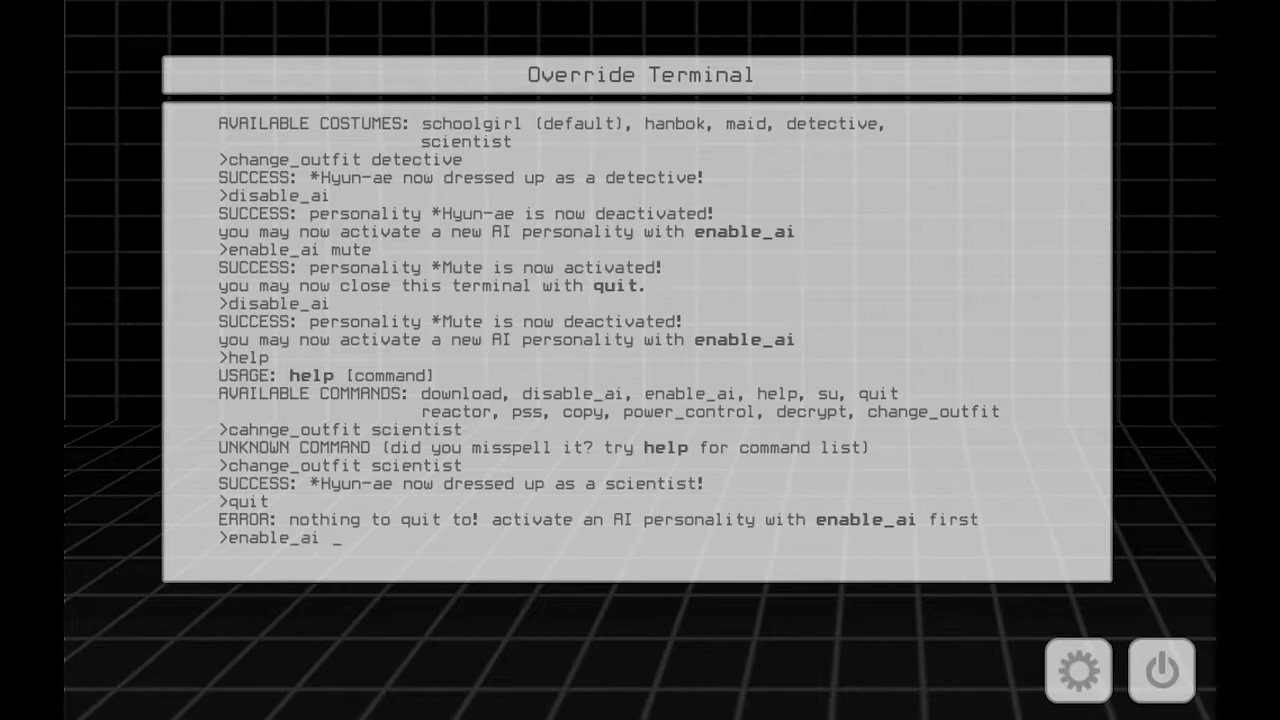 Override Terminal
AVAILABLE COSTUMES: schoolgirl (default), hanbok, maid, detective,
scientist
>change_outfit detective
SUCCESS: *Hyun-ae now dressed up as a detective!
>disable_ai
SUCCESS: personality *Hyun-ae is now deactivated!
you may now activate a new AI personality with enable_ai
>enable_ai mute
SUCCESS: personality *Mute is now activated!
you may now close this terminal with quit.
>disable_ai
SUCCESS: personality *Mute is now deactivated!
you may now activate a new AI personality with enable_ai
>help
USAGE: help [command]
AVAILABLE COMMANDS: download, disable_ai, enable_ai, help, su, quit
reactor, pss, copy, power_control, decrypt, change_outfit
>cahnge_outfit scientist
UNKNOWN COMMAND (did you misspell it? try help for command list)
>change_outfit scientist
SUCCESS: *Hyun-ae now dressed up as a scientist!
>quit
ERROR: nothing to quit to! activate an AI personality with enable_ai first
>enable_ai _